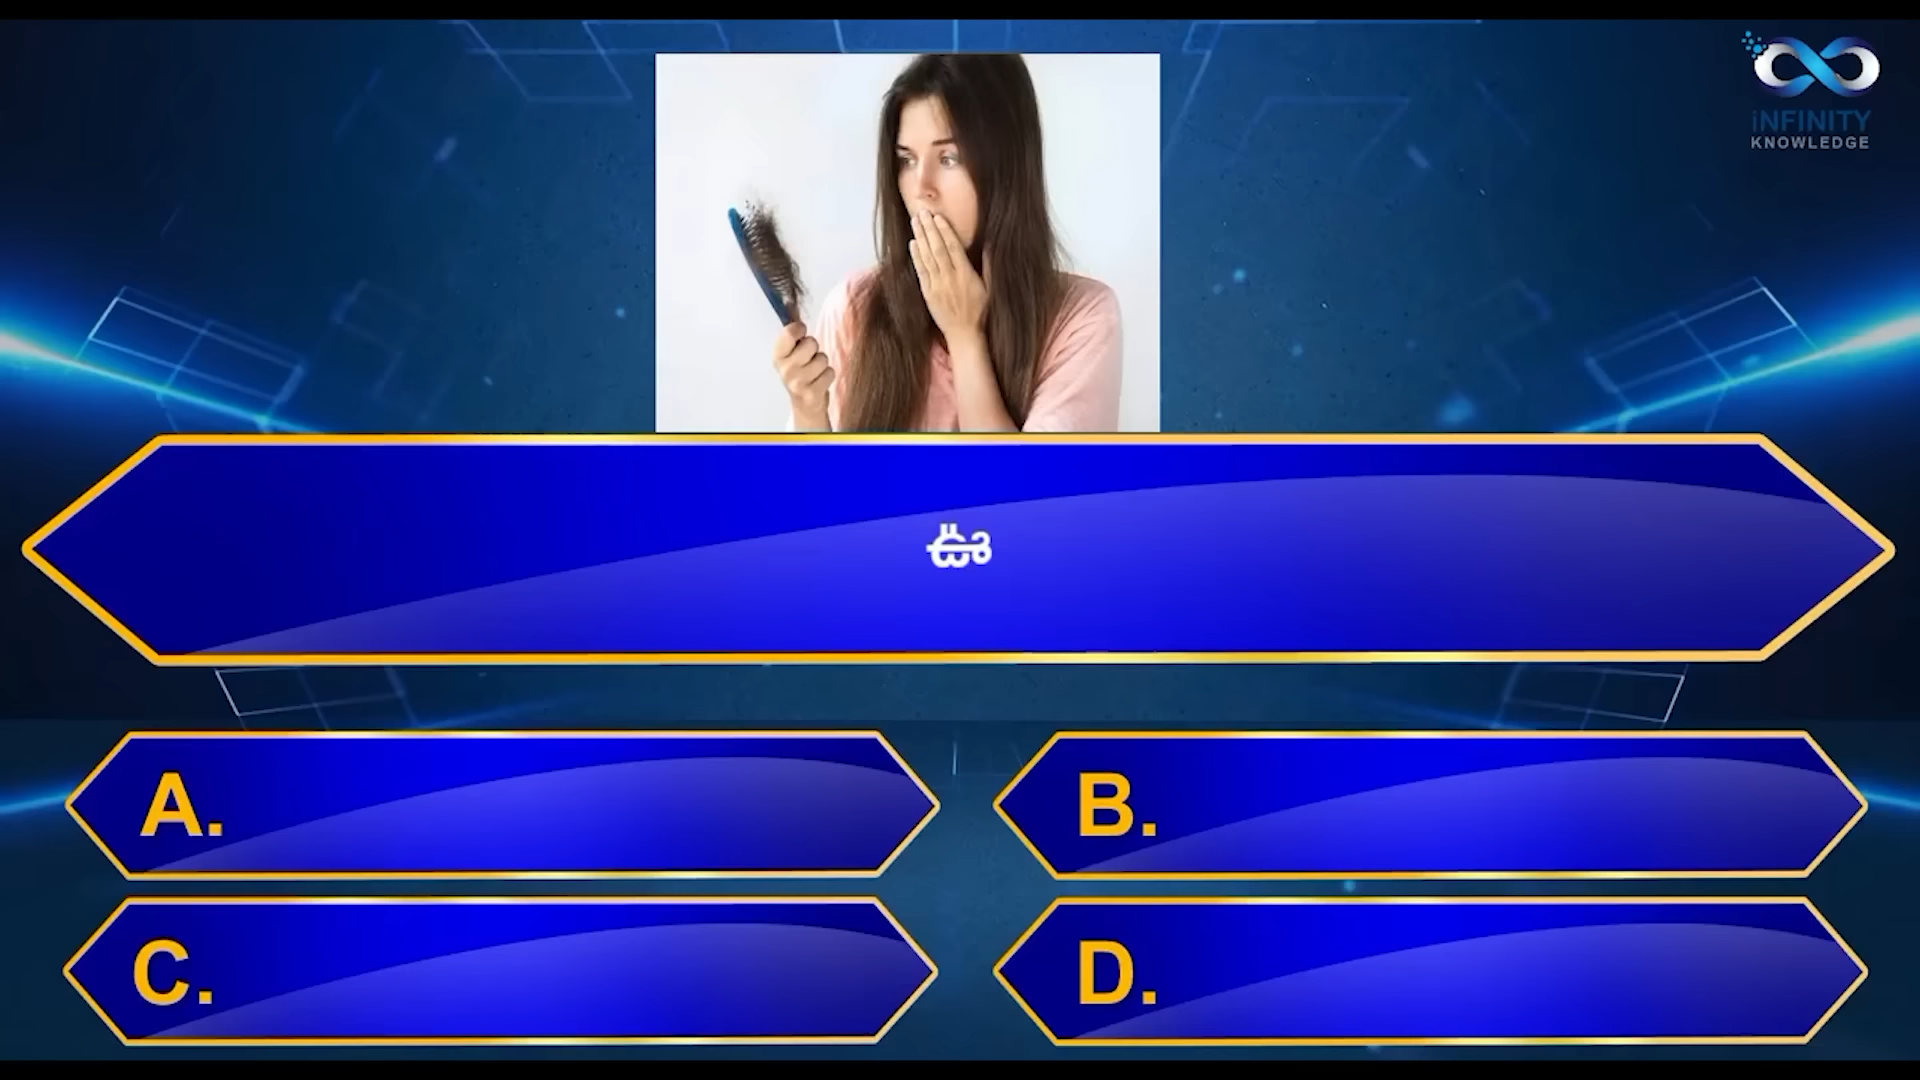 iNFINITY
KNOWLEDGE
ఈ
A.
B.
C.
D.